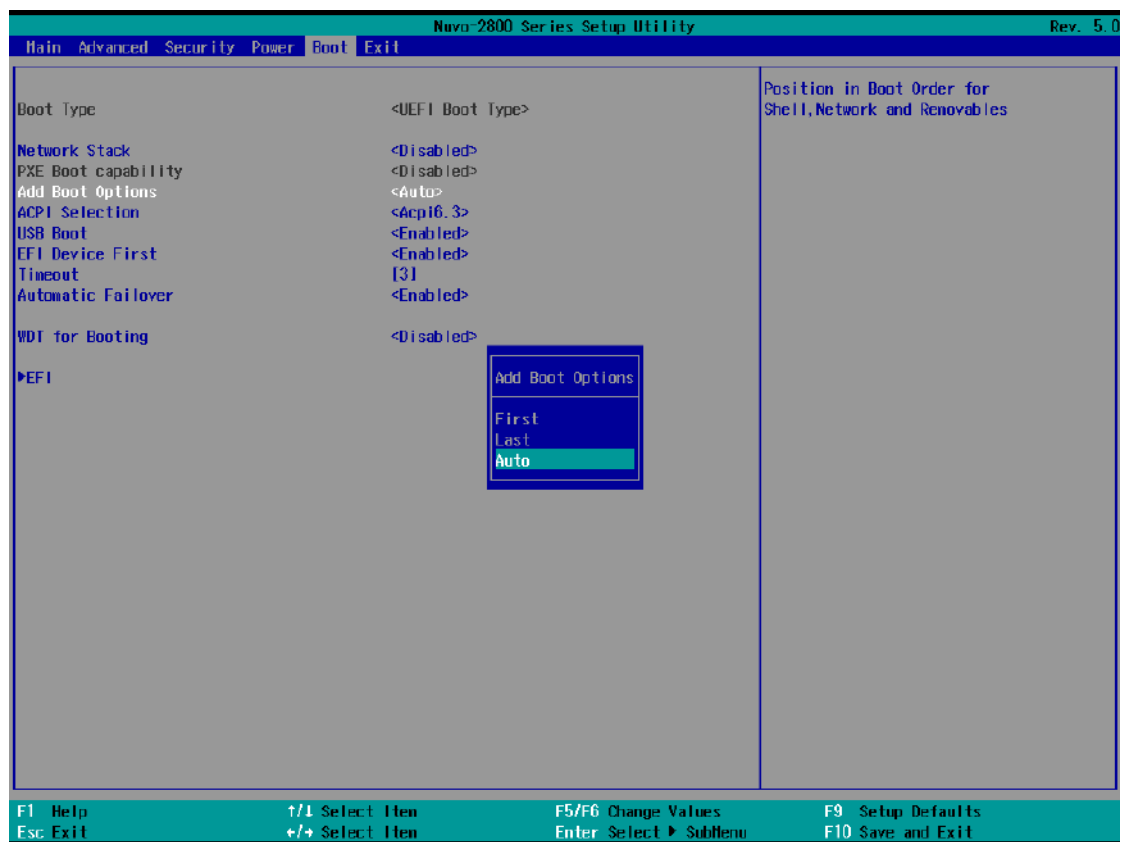 Nuvo-2800 Series Setup Utility Rev. 5.0
Main Advanced Security Power Boot Exit
Position in Boot Order for
Boot Type <UEFI Boot Type> Shell,Network and Removables
Network Stack <Disabled>
PXE Boot capability <Disabled>
Add Boot Options <Auto>
ACPI Selection <Acpi6.3>
USB Boot <Enabled>
EFI Device First <Enabled>
Timeout [3]
Automatic Failover <Enabled>
WDT for Booting <Disabled>
▶EFI
Add Boot Options
First
Last
Auto
F1 Help ↑/↓ Select Item F5/F6 Change Values F9 Setup Defaults
Esc Exit ←/→ Select Item Enter Select ▶ SubMenu F10 Save and Exit